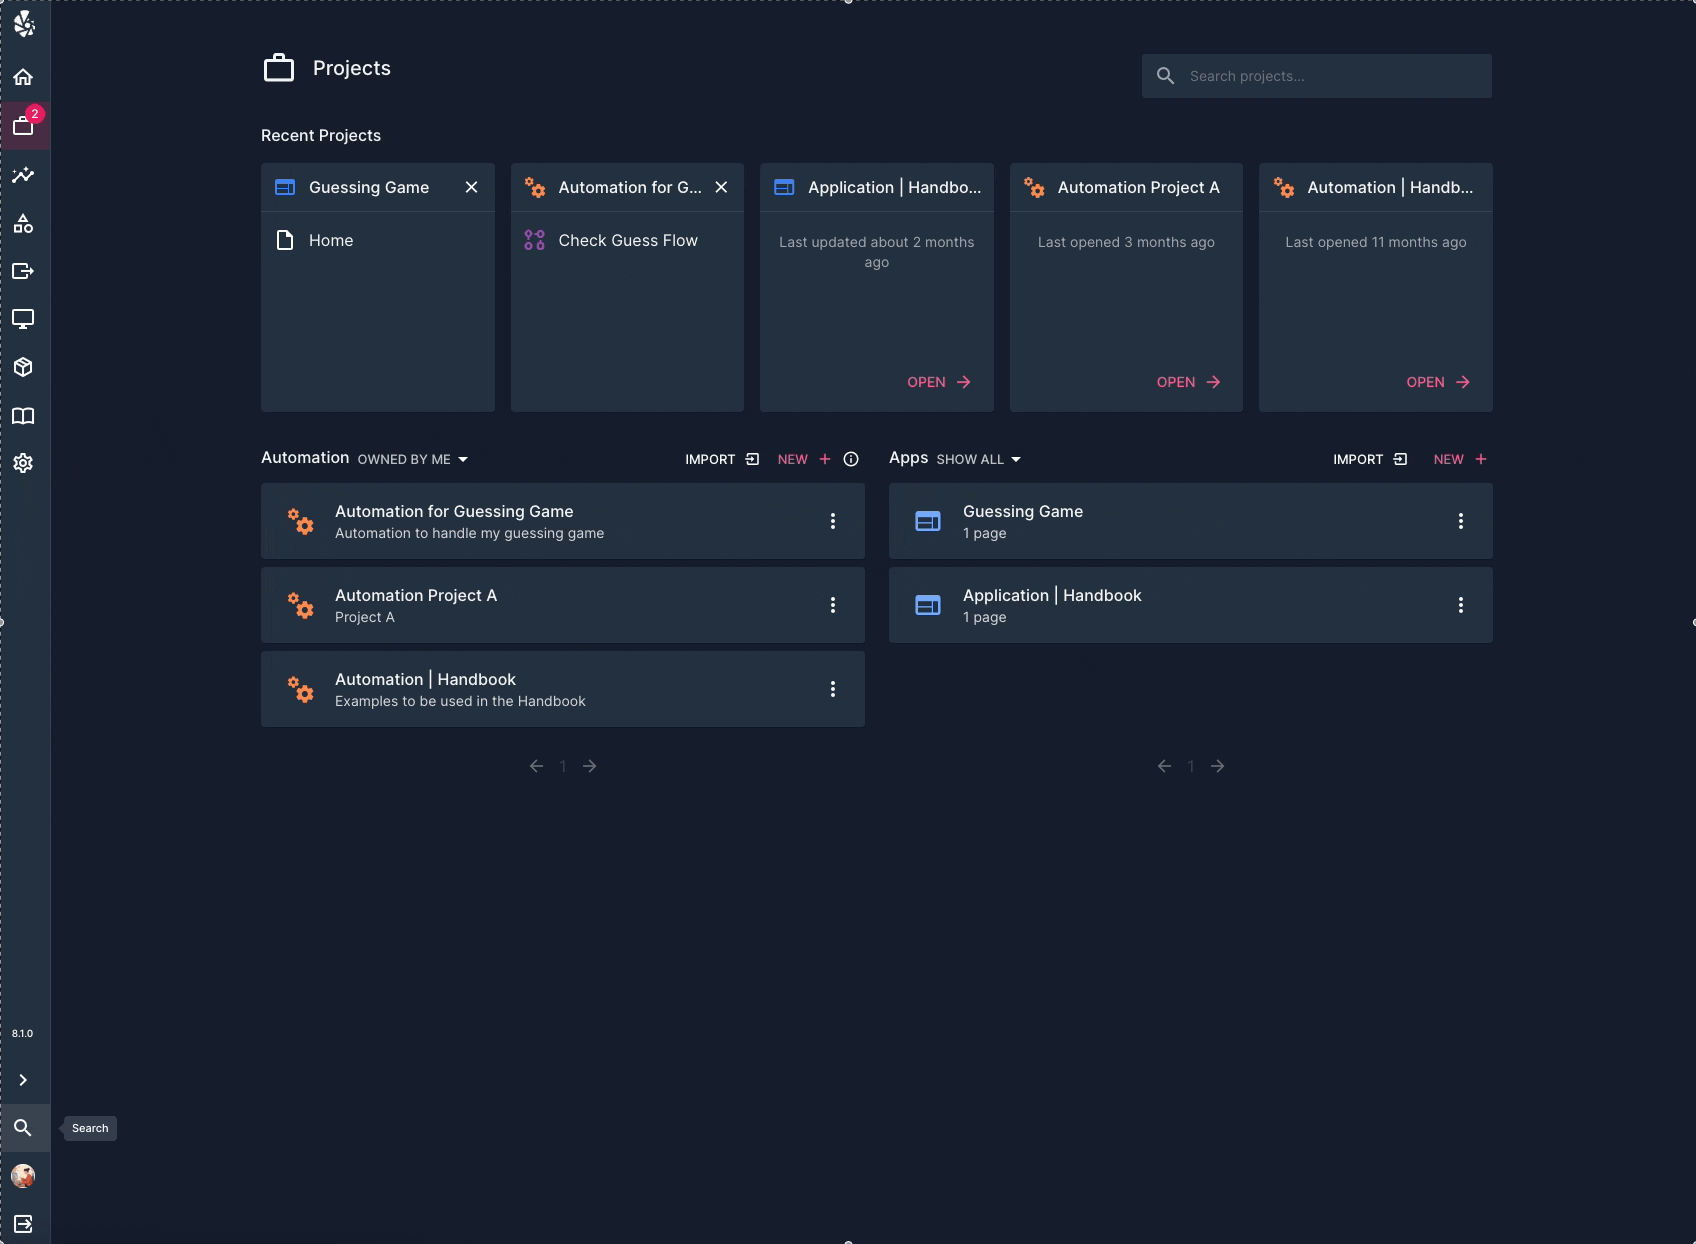 2
Projects
Search projects...
Recent Projects
Guessing Game
Home
Automation for G...
Check Guess Flow
Application | Handbo...
Last updated about 2 months
ago
OPEN
Automation Project A
Last opened 3 months ago
OPEN
Automation | Handb...
Last opened 11 months ago
OPEN
Automation OWNED BY ME
IMPORT
NEW
Automation for Guessing Game
Automation to handle my guessing game
Automation Project A
Project A
Automation | Handbook
Examples to be used in the Handbook
1
Apps SHOW ALL
IMPORT
NEW
Guessing Game
1 page
Application | Handbook
1 page
1
8.1.0
Search